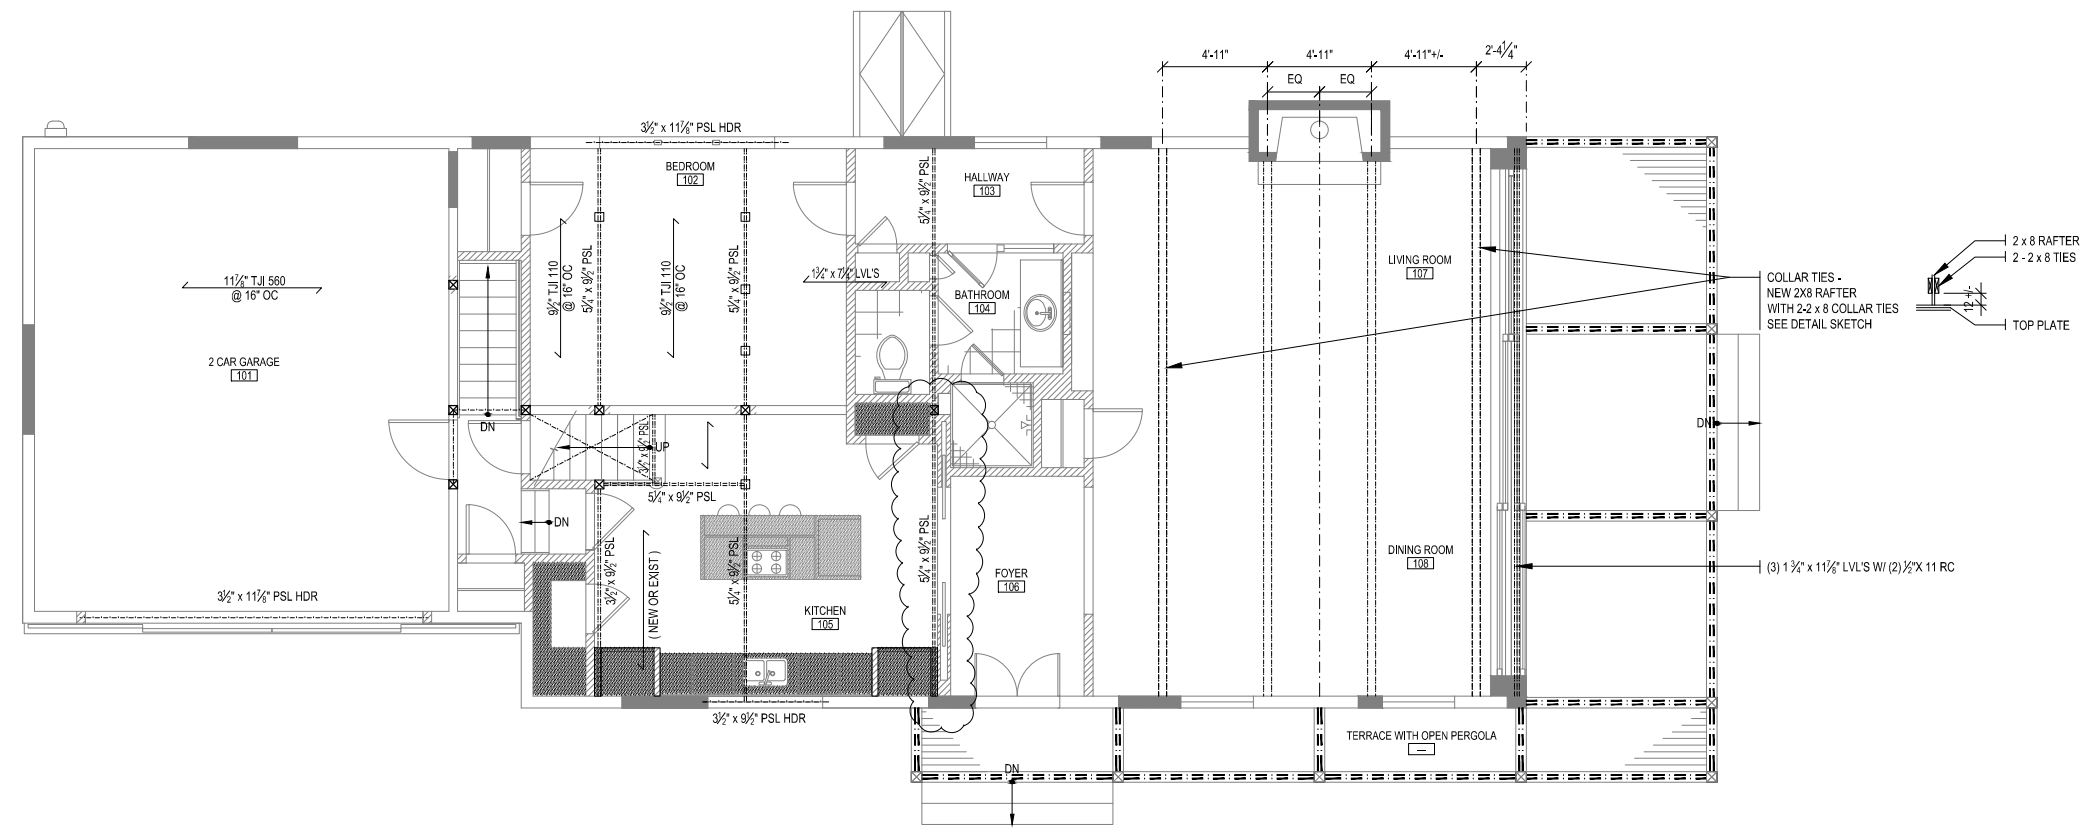 4'-11"
4'-11"
4'-11"+/-
2'-4¼"
EQ
EQ
3½" x 11⅞" PSL HDR
BEDROOM
102
HALLWAY
103
5¼" x 9½" PSL
2 x 8 RAFTER
2 - 2 x 8 TIES
12 +/-
TOP PLATE
LIVING ROOM
107
COLLAR TIES -
NEW 2X8 RAFTER
WITH 2-2 x 8 COLLAR TIES
SEE DETAIL SKETCH
11⅞" TJI 560
@ 16" OC
9½" TJI 110
@ 16" OC
5¼" x 9½" PSL
9½" TJI 110
@ 16" OC
5¼" x 9½" PSL
1¾" x 7¼" LVL'S
BATHROOM
104
2 CAR GARAGE
101
DN
DN
UP
3½" x 9½" PSL
5¼" x 9½" PSL
DN
3½" x 9½" PSL
( NEW OR EXIST )
5¼" x 9½" PSL
5¼" x 9½" PSL
DINING ROOM
108
(3) 1 ¾" x 11⅞" LVL'S W/ (2) ½"X 11 RC
FOYER
106
3½" x 11⅞" PSL HDR
KITCHEN
105
3½" x 9½" PSL HDR
TERRACE WITH OPEN PERGOLA
—
DN